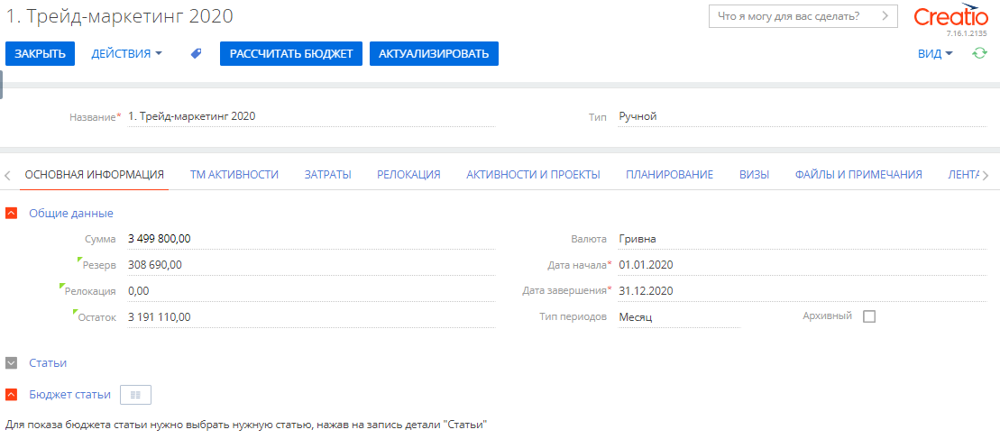 1. Трейд-маркетинг 2020
Что я могу для вас сделать?
Creatio
7.16.1.2135
ЗАКРЫТЬ ДЕЙСТВИЯ РАССЧИТАТЬ БЮДЖЕТ АКТУАЛИЗИРОВАТЬ ВИД
Название* 1. Трейд-маркетинг 2020 Тип Ручной
ОСНОВНАЯ ИНФОРМАЦИЯ ТМ АКТИВНОСТИ ЗАТРАТЫ РЕЛОКАЦИЯ АКТИВНОСТИ И ПРОЕКТЫ ПЛАНИРОВАНИЕ ВИЗЫ ФАЙЛЫ И ПРИМЕЧАНИЯ ЛЕНТА
Общие данные
Сумма 3 499 800,00 Валюта Гривна
Резерв 308 690,00 Дата начала* 01.01.2020
Релокация 0,00 Дата завершения* 31.12.2020
Остаток 3 191 110,00 Тип периодов Месяц Архивный
Статьи
Бюджет статьи
Для показа бюджета статьи нужно выбрать нужную статью, нажав на запись детали "Статьи"